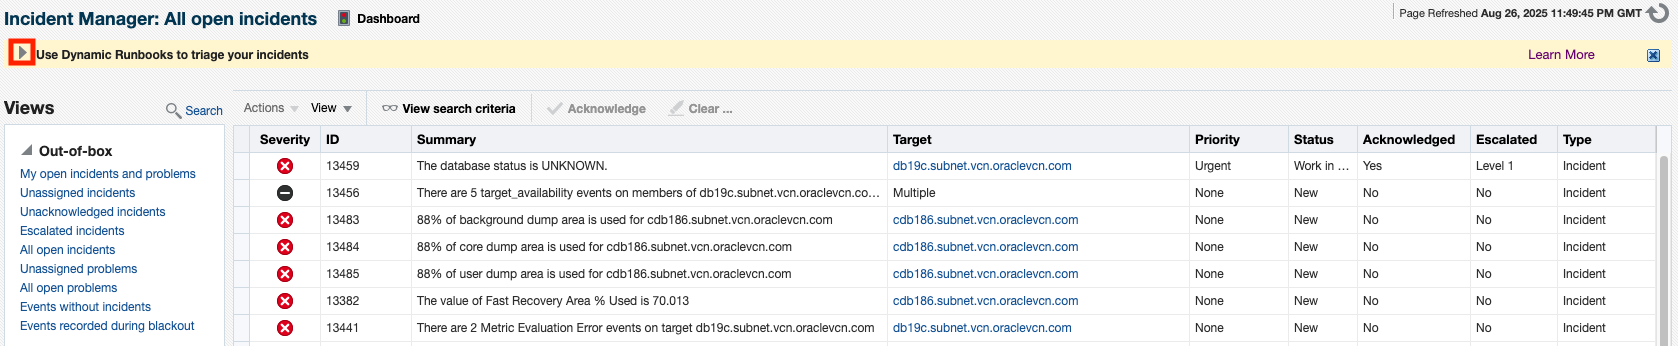 Incident Manager: All open incidents Dashboard Page Refreshed Aug 26, 2025 11:49:45 PM GMT
Use Dynamic Runbooks to triage your incidents Learn More
Views Search
Out-of-box
My open incidents and problems
Unassigned incidents
Unacknowledged incidents
Escalated incidents
All open incidents
Unassigned problems
All open problems
Events without incidents
Events recorded during blackout
Actions View View search criteria Acknowledge Clear ...
Severity ID Summary Target Priority Status Acknowledged Escalated Type
13459 The database status is UNKNOWN. db19c.subnet.vcn.oraclevcn.com Urgent Work in ... Yes Level 1 Incident
13456 There are 5 target_availability events on members of db19c.subnet.vcn.oraclevcn.co... Multiple None New No No Incident
13483 88% of background dump area is used for cdb186.subnet.vcn.oraclevcn.com cdb186.subnet.vcn.oraclevcn.com None New No No Incident
13484 88% of core dump area is used for cdb186.subnet.vcn.oraclevcn.com cdb186.subnet.vcn.oraclevcn.com None New No No Incident
13485 88% of user dump area is used for cdb186.subnet.vcn.oraclevcn.com cdb186.subnet.vcn.oraclevcn.com None New No No Incident
13382 The value of Fast Recovery Area % Used is 70.013 cdb186.subnet.vcn.oraclevcn.com None New No No Incident
13441 There are 2 Metric Evaluation Error events on target db19c.subnet.vcn.oraclevcn.com db19c.subnet.vcn.oraclevcn.com None New No No Incident